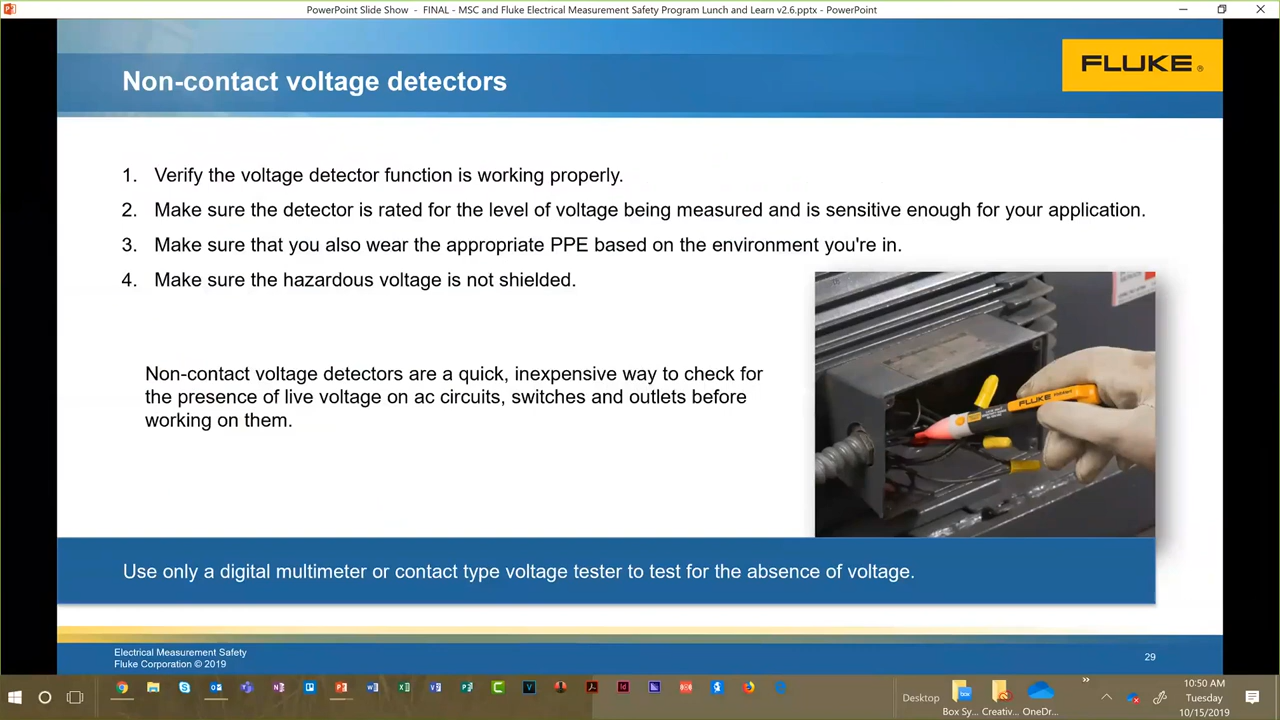 PowerPoint Slide Show - FINAL - MSC and Fluke Electrical Measurement Safety Program Lunch and Learn v2.6.pptx - PowerPoint
Non-contact voltage detectors
FLUKE®
1. Verify the voltage detector function is working properly.
2. Make sure the detector is rated for the level of voltage being measured and is sensitive enough for your application.
3. Make sure that you also wear the appropriate PPE based on the environment you're in.
4. Make sure the hazardous voltage is not shielded.
Non-contact voltage detectors are a quick, inexpensive way to check for
the presence of live voltage on ac circuits, switches and outlets before
working on them.
FLUKE
Use only a digital multimeter or contact type voltage tester to test for the absence of voltage.
Electrical Measurement Safety
Fluke Corporation © 2019
29
Desktop
Box Sy...
Creativ...
OneDr...
10:50 AM
Tuesday
10/15/2019